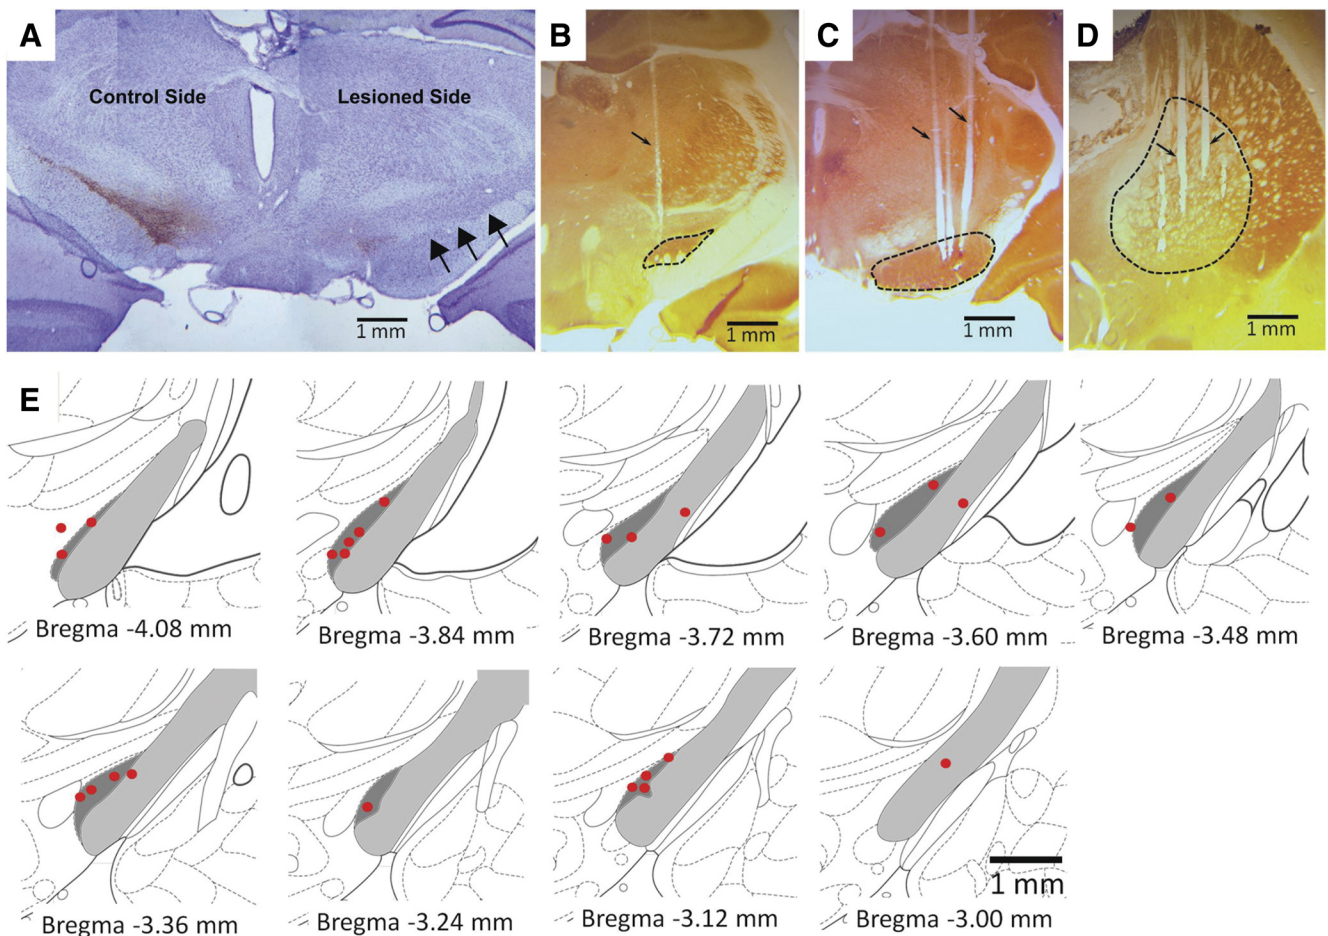 A
Control Side
Lesioned Side
1 mm
B
1 mm
C
1 mm
D
1 mm
E
Bregma -4.08 mm
Bregma -3.84 mm
Bregma -3.72 mm
Bregma -3.60 mm
Bregma -3.48 mm
Bregma -3.36 mm
Bregma -3.24 mm
Bregma -3.12 mm
Bregma -3.00 mm
1 mm